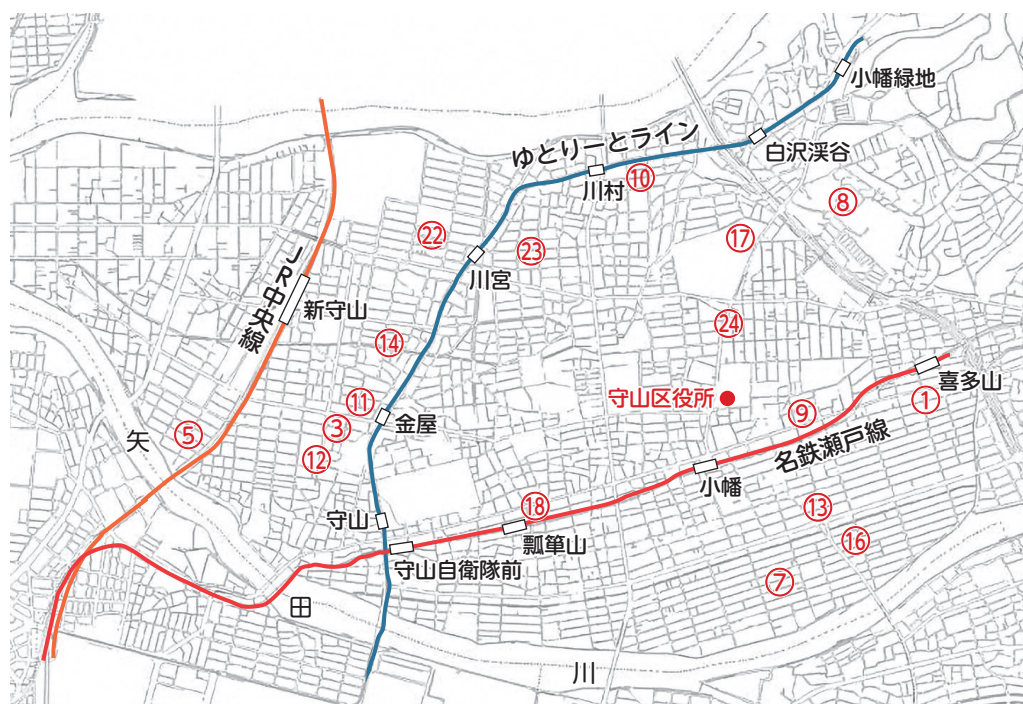 小幡緑地
ゆとりーとライン
白沢渓谷
川村
⑩
⑧
㉒
⑰
㉓
川宮
JR中央線
新守山
㉔
⑭
喜多山
守山区役所
①
⑪
金屋
⑨
③
⑤
矢
名鉄瀬戸線
⑫
小幡
⑱
⑬
守山
瓢箪山
⑯
守山自衛隊前
⑦
田
川